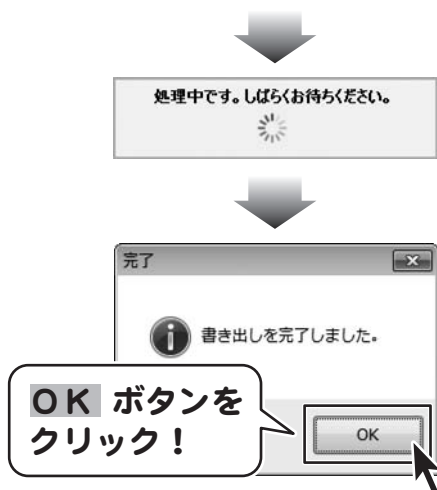 処理中です。しばらくお待ちください。
完了
書き出しを完了しました。
ＯＫ ボタンを
クリック！
OK